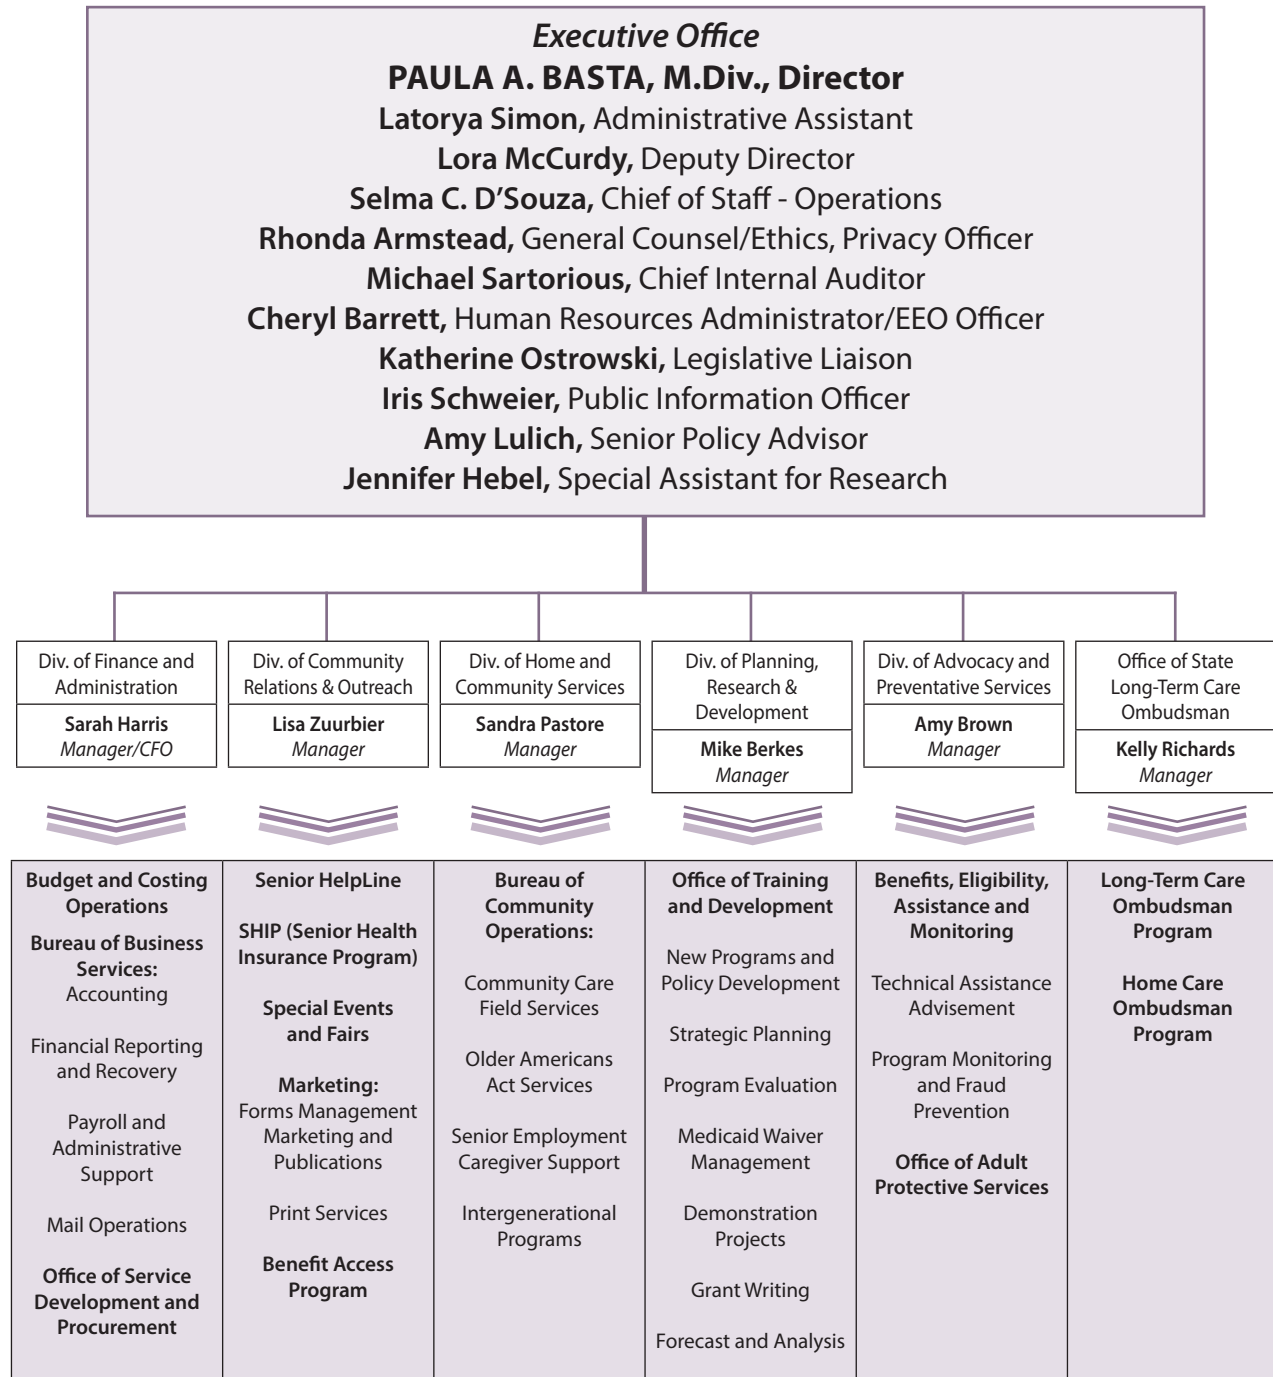 Executive Office
PAULA A. BASTA, M.Div., Director
Latorya Simon, Administrative Assistant
Lora McCurdy, Deputy Director
Selma C. D'Souza, Chief of Staff - Operations
Rhonda Armstead, General Counsel/Ethics, Privacy Officer
Michael Sartorious, Chief Internal Auditor
Cheryl Barrett, Human Resources Administrator/EEO Officer
Katherine Ostrowski, Legislative Liaison
Iris Schweier, Public Information Officer
Amy Lulich, Senior Policy Advisor
Jennifer Hebel, Special Assistant for Research
Div. of Finance and
Administration
Sarah Harris
Manager/CFO
Div. of Community
Relations & Outreach
Lisa Zuurbier
Manager
Div. of Home and
Community Services
Sandra Pastore
Manager
Div. of Planning,
Research &
Development
Mike Berkes
Manager
Div. of Advocacy and
Preventative Services
Amy Brown
Manager
Office of State
Long-Term Care
Ombudsman
Kelly Richards
Manager
Budget and Costing
Operations
Bureau of Business
Services:
Accounting
Financial Reporting
and Recovery
Payroll and
Administrative
Support
Mail Operations
Office of Service
Development and
Procurement
Senior HelpLine
SHIP (Senior Health
Insurance Program)
Special Events
and Fairs
Marketing:
Forms Management
Marketing and
Publications
Print Services
Benefit Access
Program
Bureau of
Community
Operations:
Community Care
Field Services
Older Americans
Act Services
Senior Employment
Caregiver Support
Intergenerational
Programs
Office of Training
and Development
New Programs and
Policy Development
Strategic Planning
Program Evaluation
Medicaid Waiver
Management
Demonstration
Projects
Grant Writing
Forecast and Analysis
Benefits, Eligibility,
Assistance and
Monitoring
Technical Assistance
Advisement
Program Monitoring
and Fraud
Prevention
Office of Adult
Protective Services
Long-Term Care
Ombudsman
Program
Home Care
Ombudsman
Program